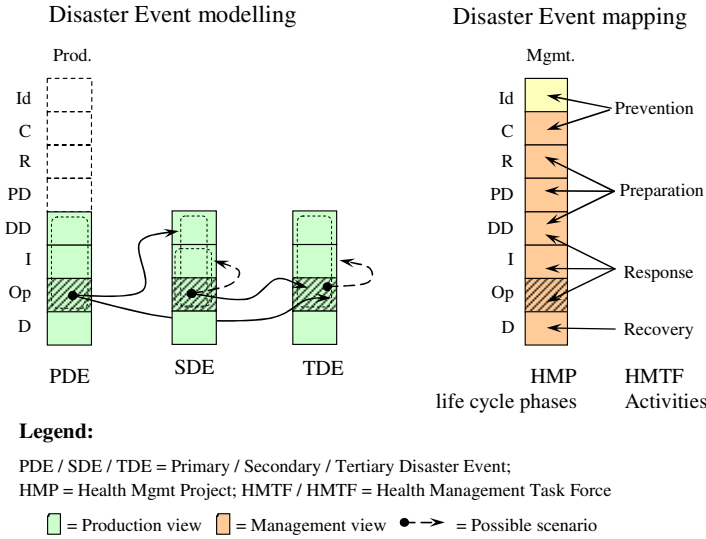 Disaster Event modelling
Disaster Event mapping
Prod.
Mgmt.
Id
C
R
PD
DD
I
Op
D
Id
C
R
PD
DD
I
Op
D
Prevention
Preparation
Response
Recovery
PDE
SDE
TDE
HMP
life cycle phases
HMTF
Activities
Legend:
PDE / SDE / TDE = Primary / Secondary / Tertiary Disaster Event;
HMP = Health Mgmt Project; HMTF / HMTF = Health Management Task Force
= Production view = Management view = Possible scenario